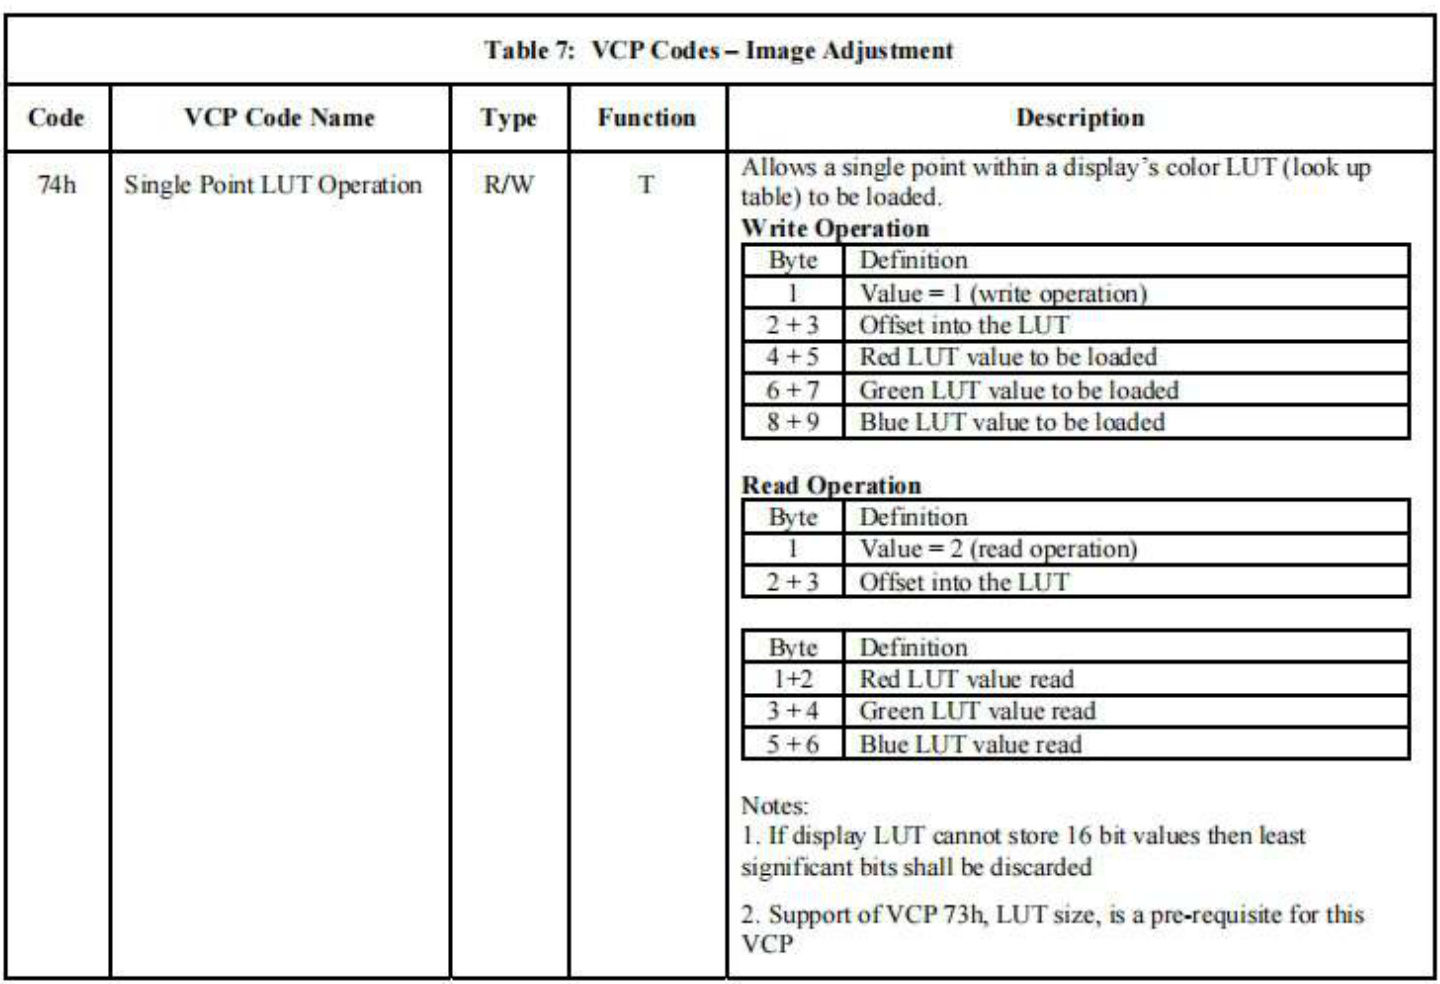 Table 7: VCP Codes – Image Adjustment
Code VCP Code Name Type Function Description
74h Single Point LUT Operation R/W T
Allows a single point within a display's color LUT (look up
table) to be loaded.
Write Operation
Byte Definition
1 Value = 1 (write operation)
2 + 3 Offset into the LUT
4 + 5 Red LUT value to be loaded
6 + 7 Green LUT value to be loaded
8 + 9 Blue LUT value to be loaded
Read Operation
Byte Definition
1 Value = 2 (read operation)
2 + 3 Offset into the LUT
Byte Definition
1+2 Red LUT value read
3 + 4 Green LUT value read
5 + 6 Blue LUT value read
Notes:
1. If display LUT cannot store 16 bit values then least
significant bits shall be discarded
2. Support of VCP 73h, LUT size, is a pre-requisite for this
VCP